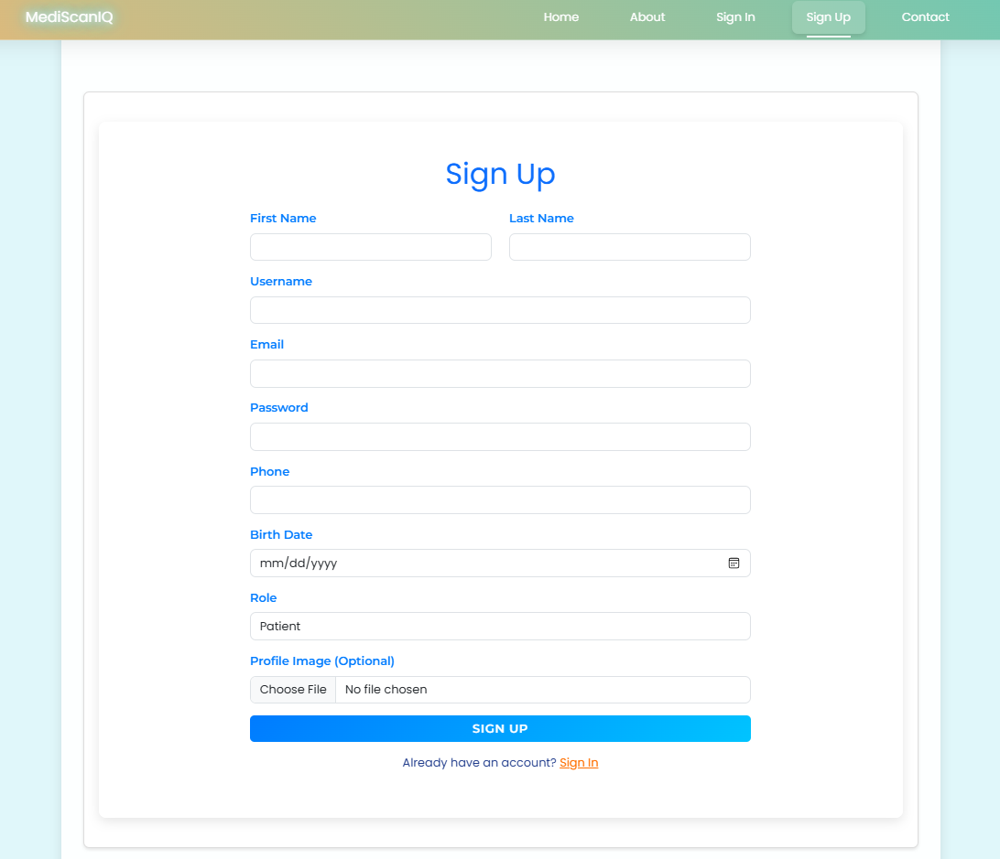 MediScanIQ Home About Sign In Sign Up Contact
Sign Up
First Name Last Name
Username
Email
Password
Phone
Birth Date
mm/dd/yyyy
Role
Patient
Profile Image (Optional)
Choose File No file chosen
SIGN UP
Already have an account? Sign In